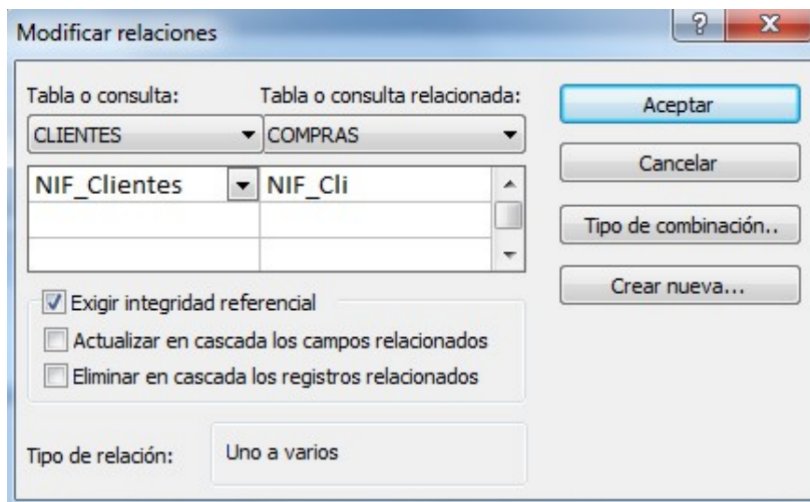 Modificar relaciones
Tabla o consulta: Tabla o consulta relacionada:
CLIENTES COMPRAS
NIF_Clientes NIF_Cli
Exigir integridad referencial
Actualizar en cascada los campos relacionados
Eliminar en cascada los registros relacionados
Tipo de relación: Uno a varios
Aceptar
Cancelar
Tipo de combinación..
Crear nueva...